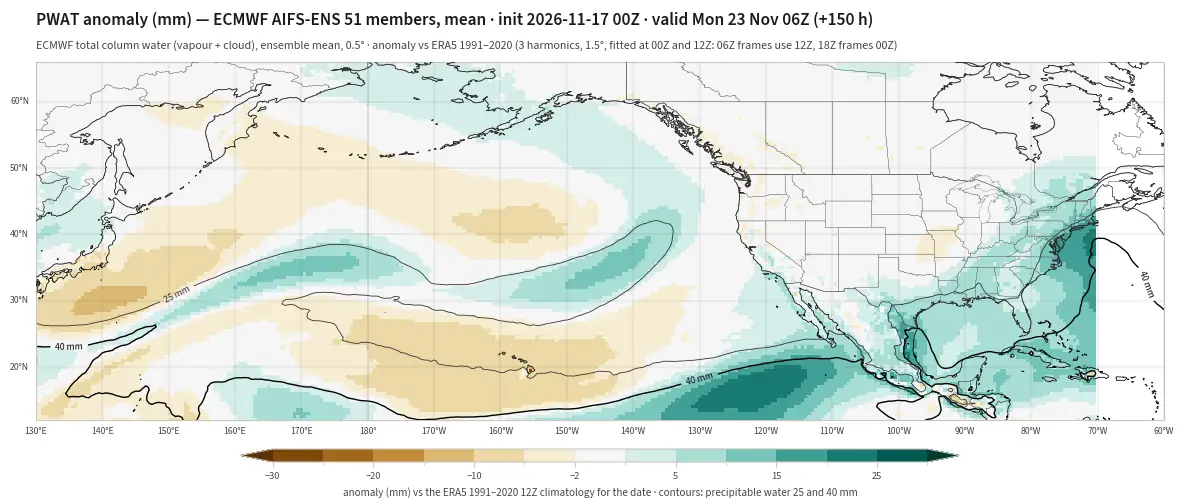 PWAT anomaly (mm) — ECMWF AIFS-ENS 51 members, mean · init 2026-11-17 00Z · valid Mon 23 Nov 06Z (+150 h)
ECMWF total column water (vapour + cloud), ensemble mean, 0.5° · anomaly vs ERA5 1991–2020 (3 harmonics, 1.5°, fitted at 00Z and 12Z: 06Z frames use 12Z, 18Z frames 00Z)
60°N
50°N
40°N
30°N
20°N
25 mm
40 mm
40 mm
40 mm
130°E 140°E 150°E 160°E 170°E 180° 170°W 160°W 150°W 140°W 130°W 120°W 110°W 100°W 90°W 80°W 70°W 60°W
−30 −20 −10 −2 5 15 25
anomaly (mm) vs the ERA5 1991–2020 12Z climatology for the date · contours: precipitable water 25 and 40 mm